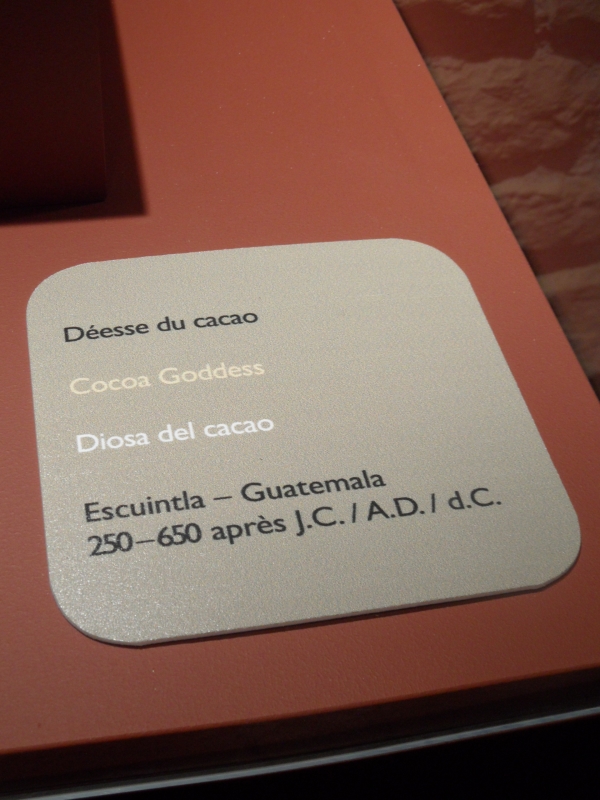 Déesse du cacao
Cocoa Goddess
Diosa del cacao
Escuintla – Guatemala
250–650 après J.C. / A.D. / d.C.